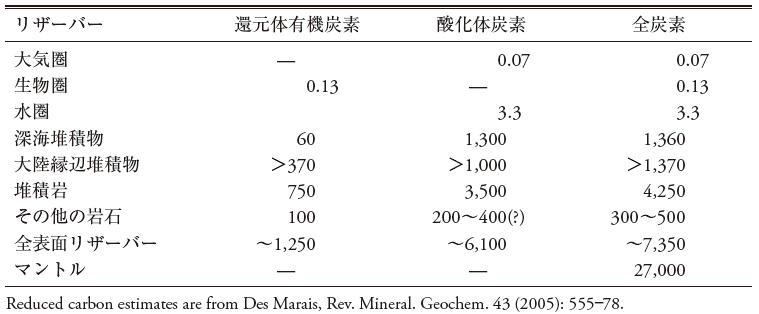 リザーバー 還元体有機炭素 酸化体炭素 全炭素
大気圏 — 0.07 0.07
生物圏 0.13 — 0.13
水圏 3.3 3.3
深海堆積物 60 1,300 1,360
大陸縁辺堆積物 >370 >1,000 >1,370
堆積岩 750 3,500 4,250
その他の岩石 100 200〜400(?) 300〜500
全表面リザーバー 〜1,250 〜6,100 〜7,350
マントル — — 27,000
Reduced carbon estimates are from Des Marais, Rev. Mineral. Geochem. 43 (2005): 555–78.